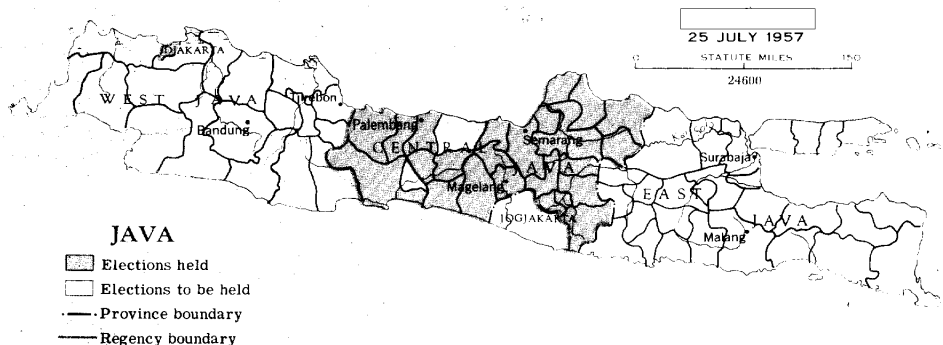 25 JULY 1957
STATUTE MILES
0 150
24600
DJAKARTA
WEST JAVA
Tjirebon
Bandung
Palembang
CENTRAL JAVA
Semarang
Magelang
JOGJAKARTA
Surabaja
EAST JAVA
Malang
JAVA
Elections held
Elections to be held
Province boundary
Regency boundary